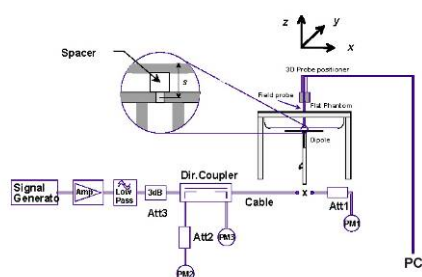 z
y
x
Spacer
s
3D Probe positioner
Field probe
Flat Phantom
Dipole
Dir.Coupler
Signal
Generato
Amp
Low
Pass
3dB
Att3
Cable
x
Att1
PM1
Att2
PM3
PM2
PC